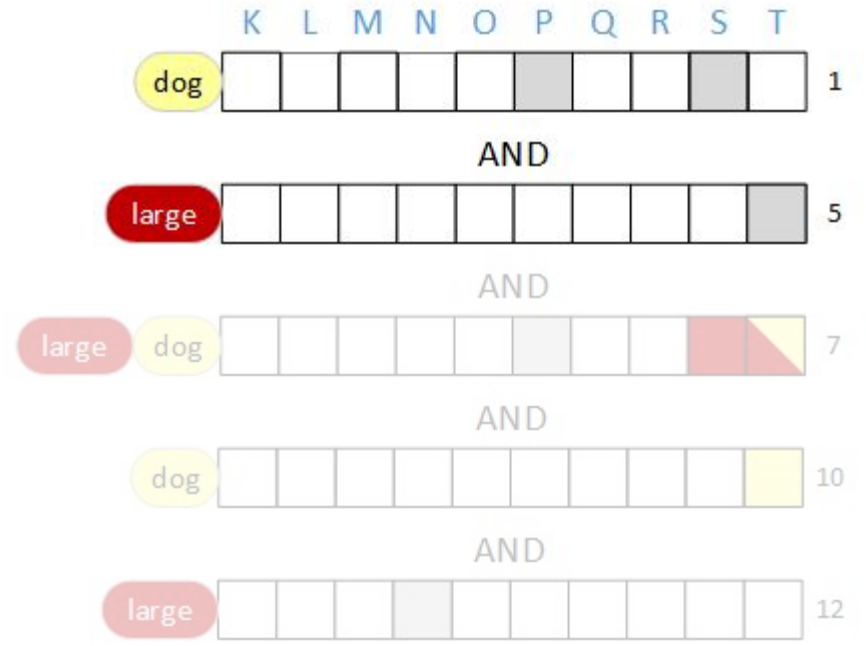 K L M N O P Q R S T
dog 1
AND
large 5
AND
large dog 7
AND
dog 10
AND
large 12